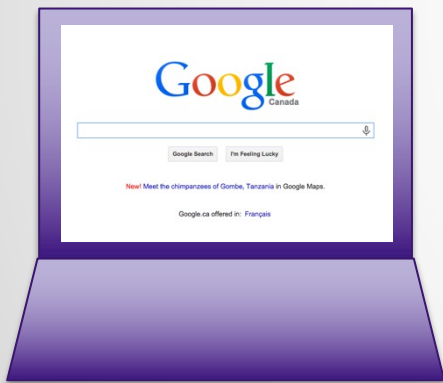 Google
Canada
Google Search I'm Feeling Lucky
New! Meet the chimpanzees of Gombe, Tanzania in Google Maps.
Google.ca offered in: Français